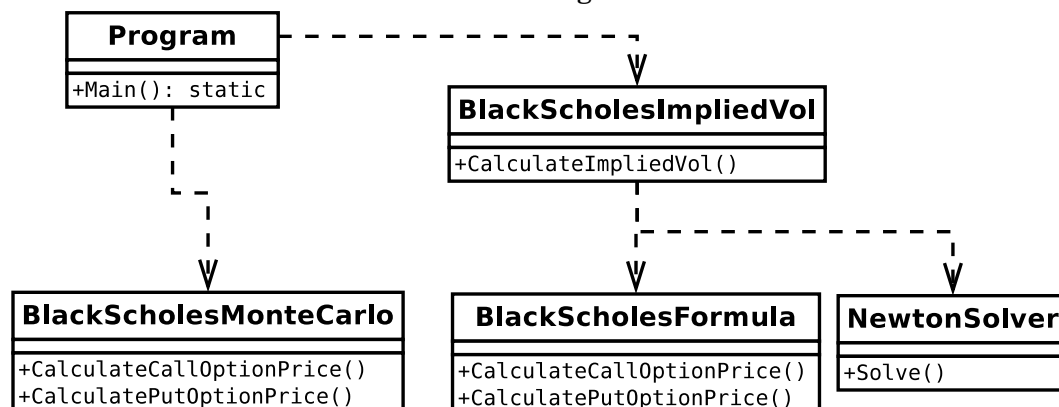 Program
+Main(): static
BlackScholesImpliedVol
+CalculateImpliedVol()
BlackScholesMonteCarlo
+CalculateCallOptionPrice()
+CalculatePutOptionPrice()
BlackScholesFormula
+CalculateCallOptionPrice()
+CalculatePutOptionPrice()
NewtonSolver
+Solve()